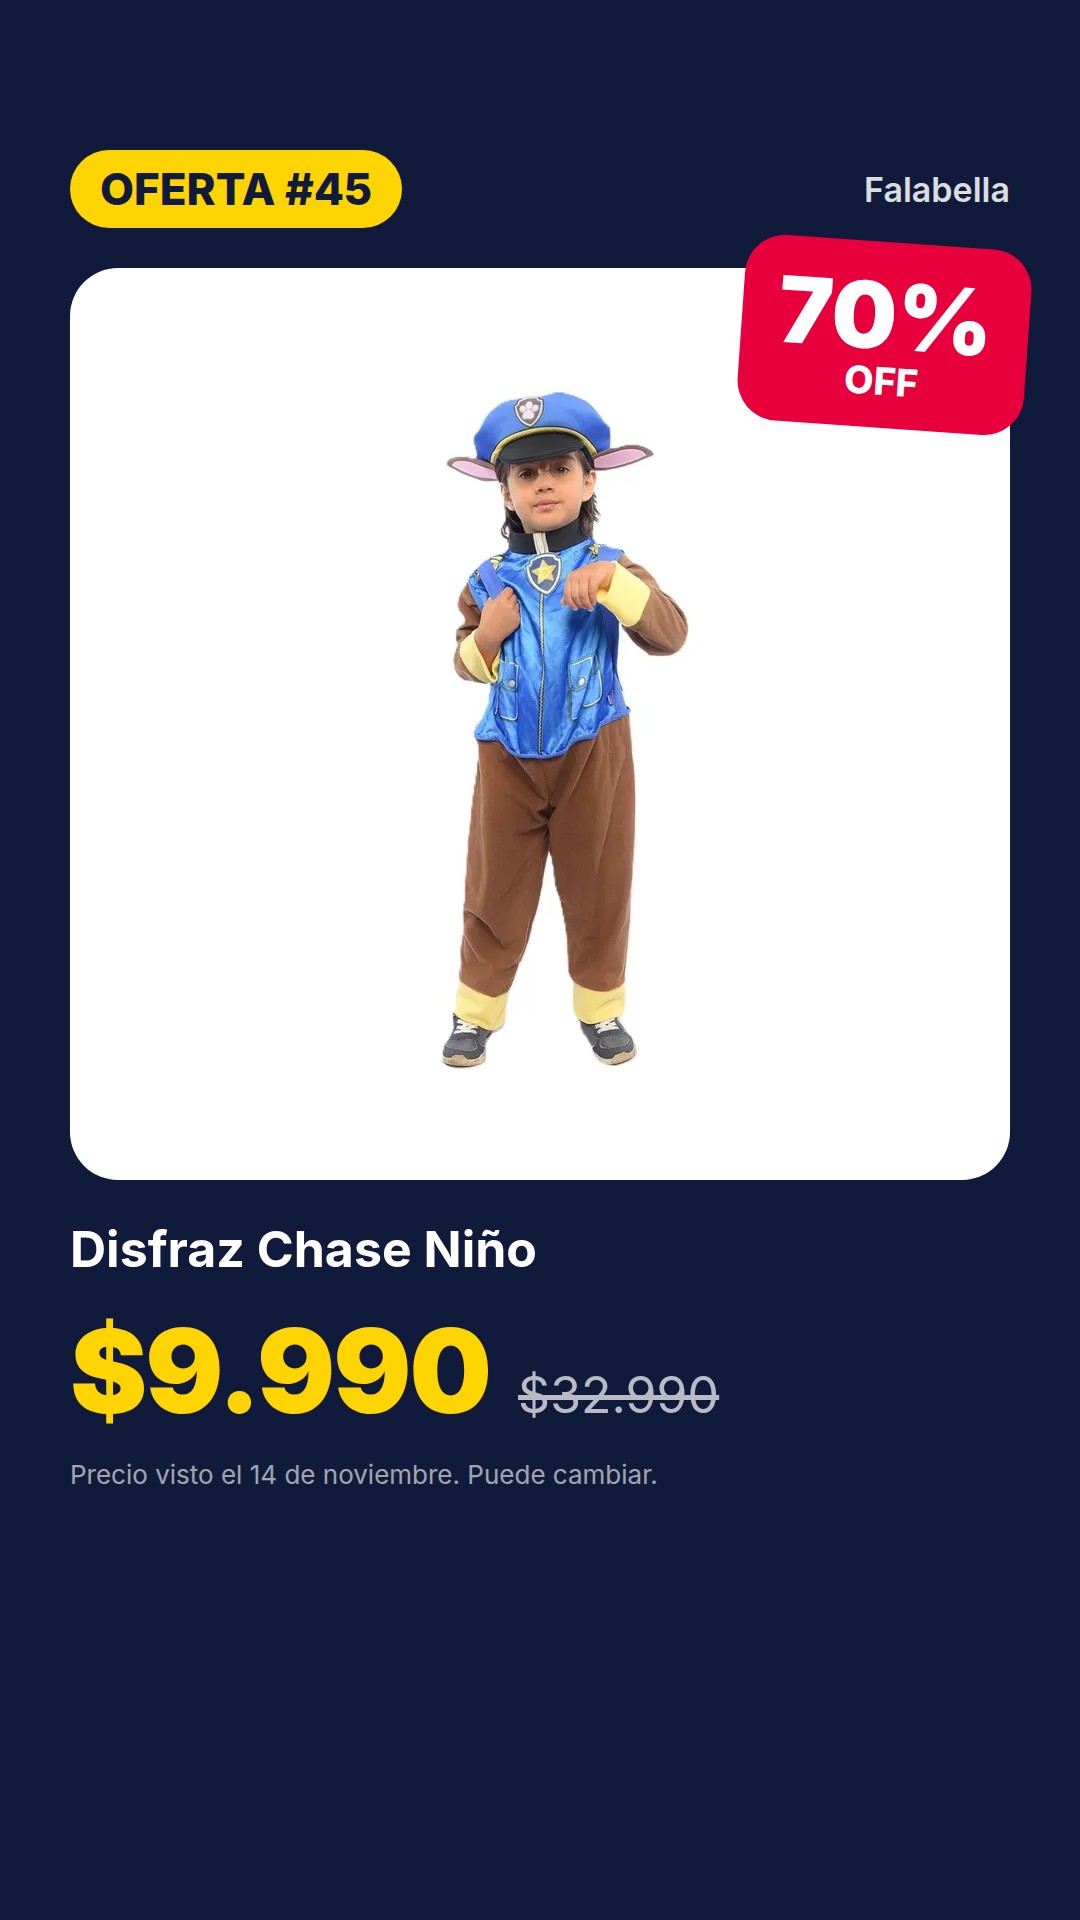 OFERTA #45
Falabella
70%
OFF
Disfraz Chase Niño
$9.990 $32.990
Precio visto el 14 de noviembre. Puede cambiar.